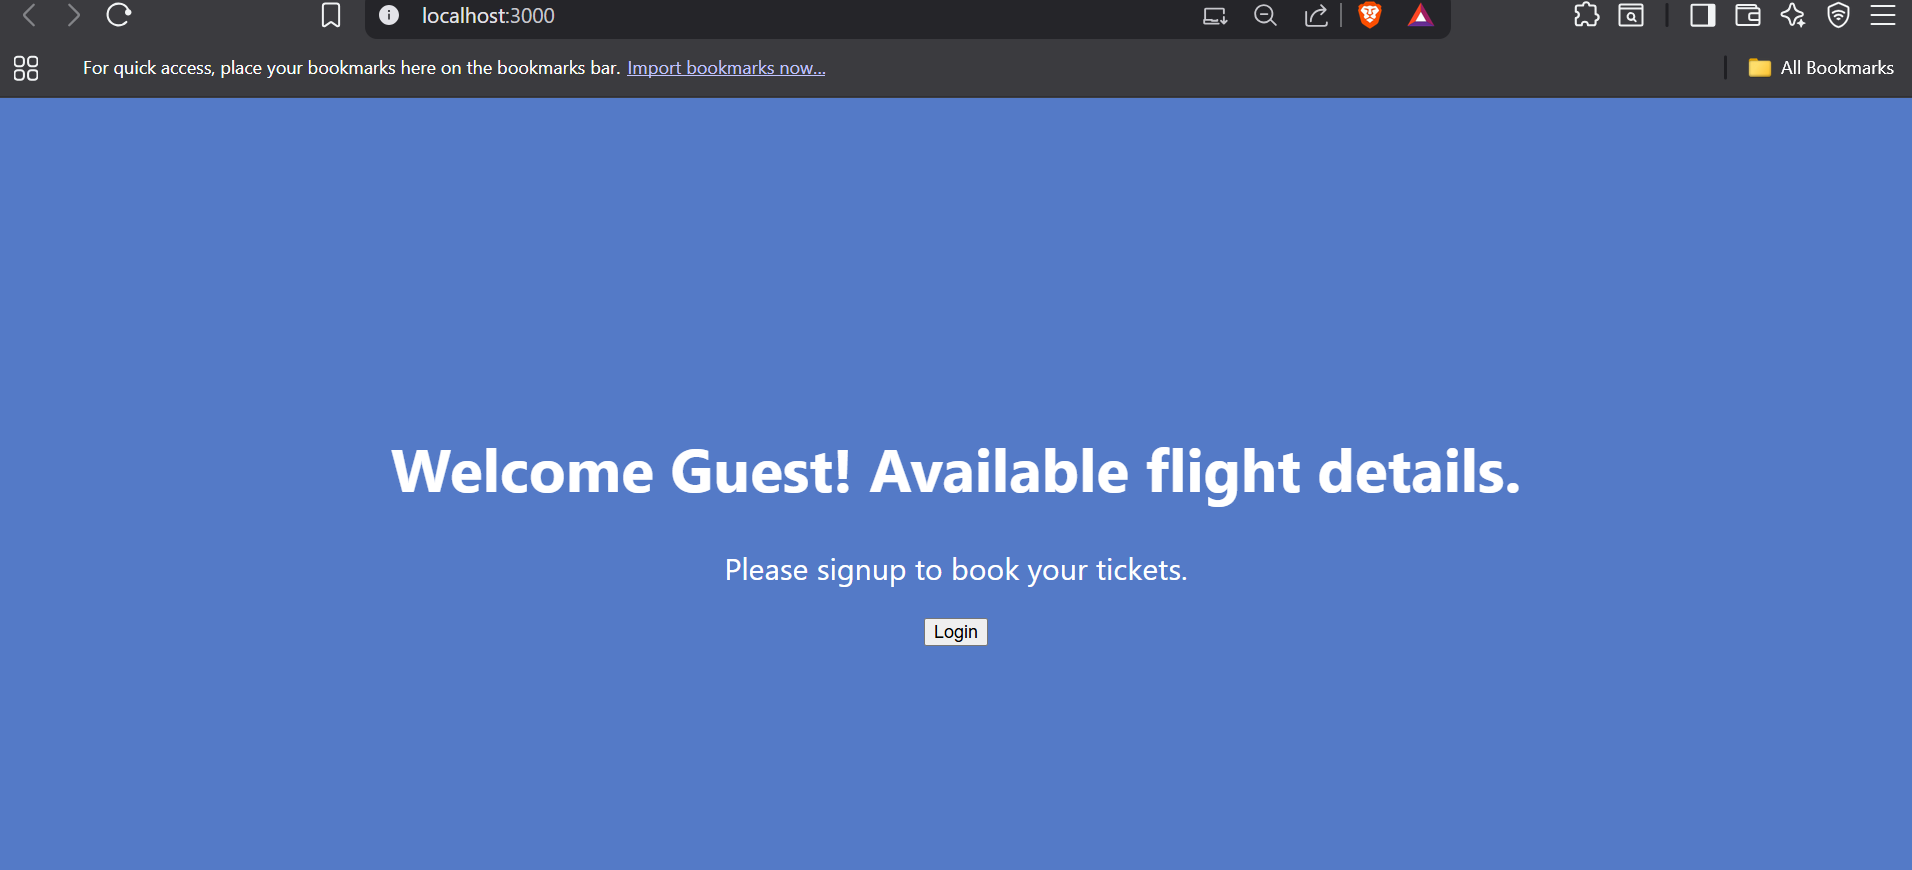 localhost:3000
For quick access, place your bookmarks here on the bookmarks bar. Import bookmarks now...
All Bookmarks
Welcome Guest! Available flight details.
Please signup to book your tickets.
Login